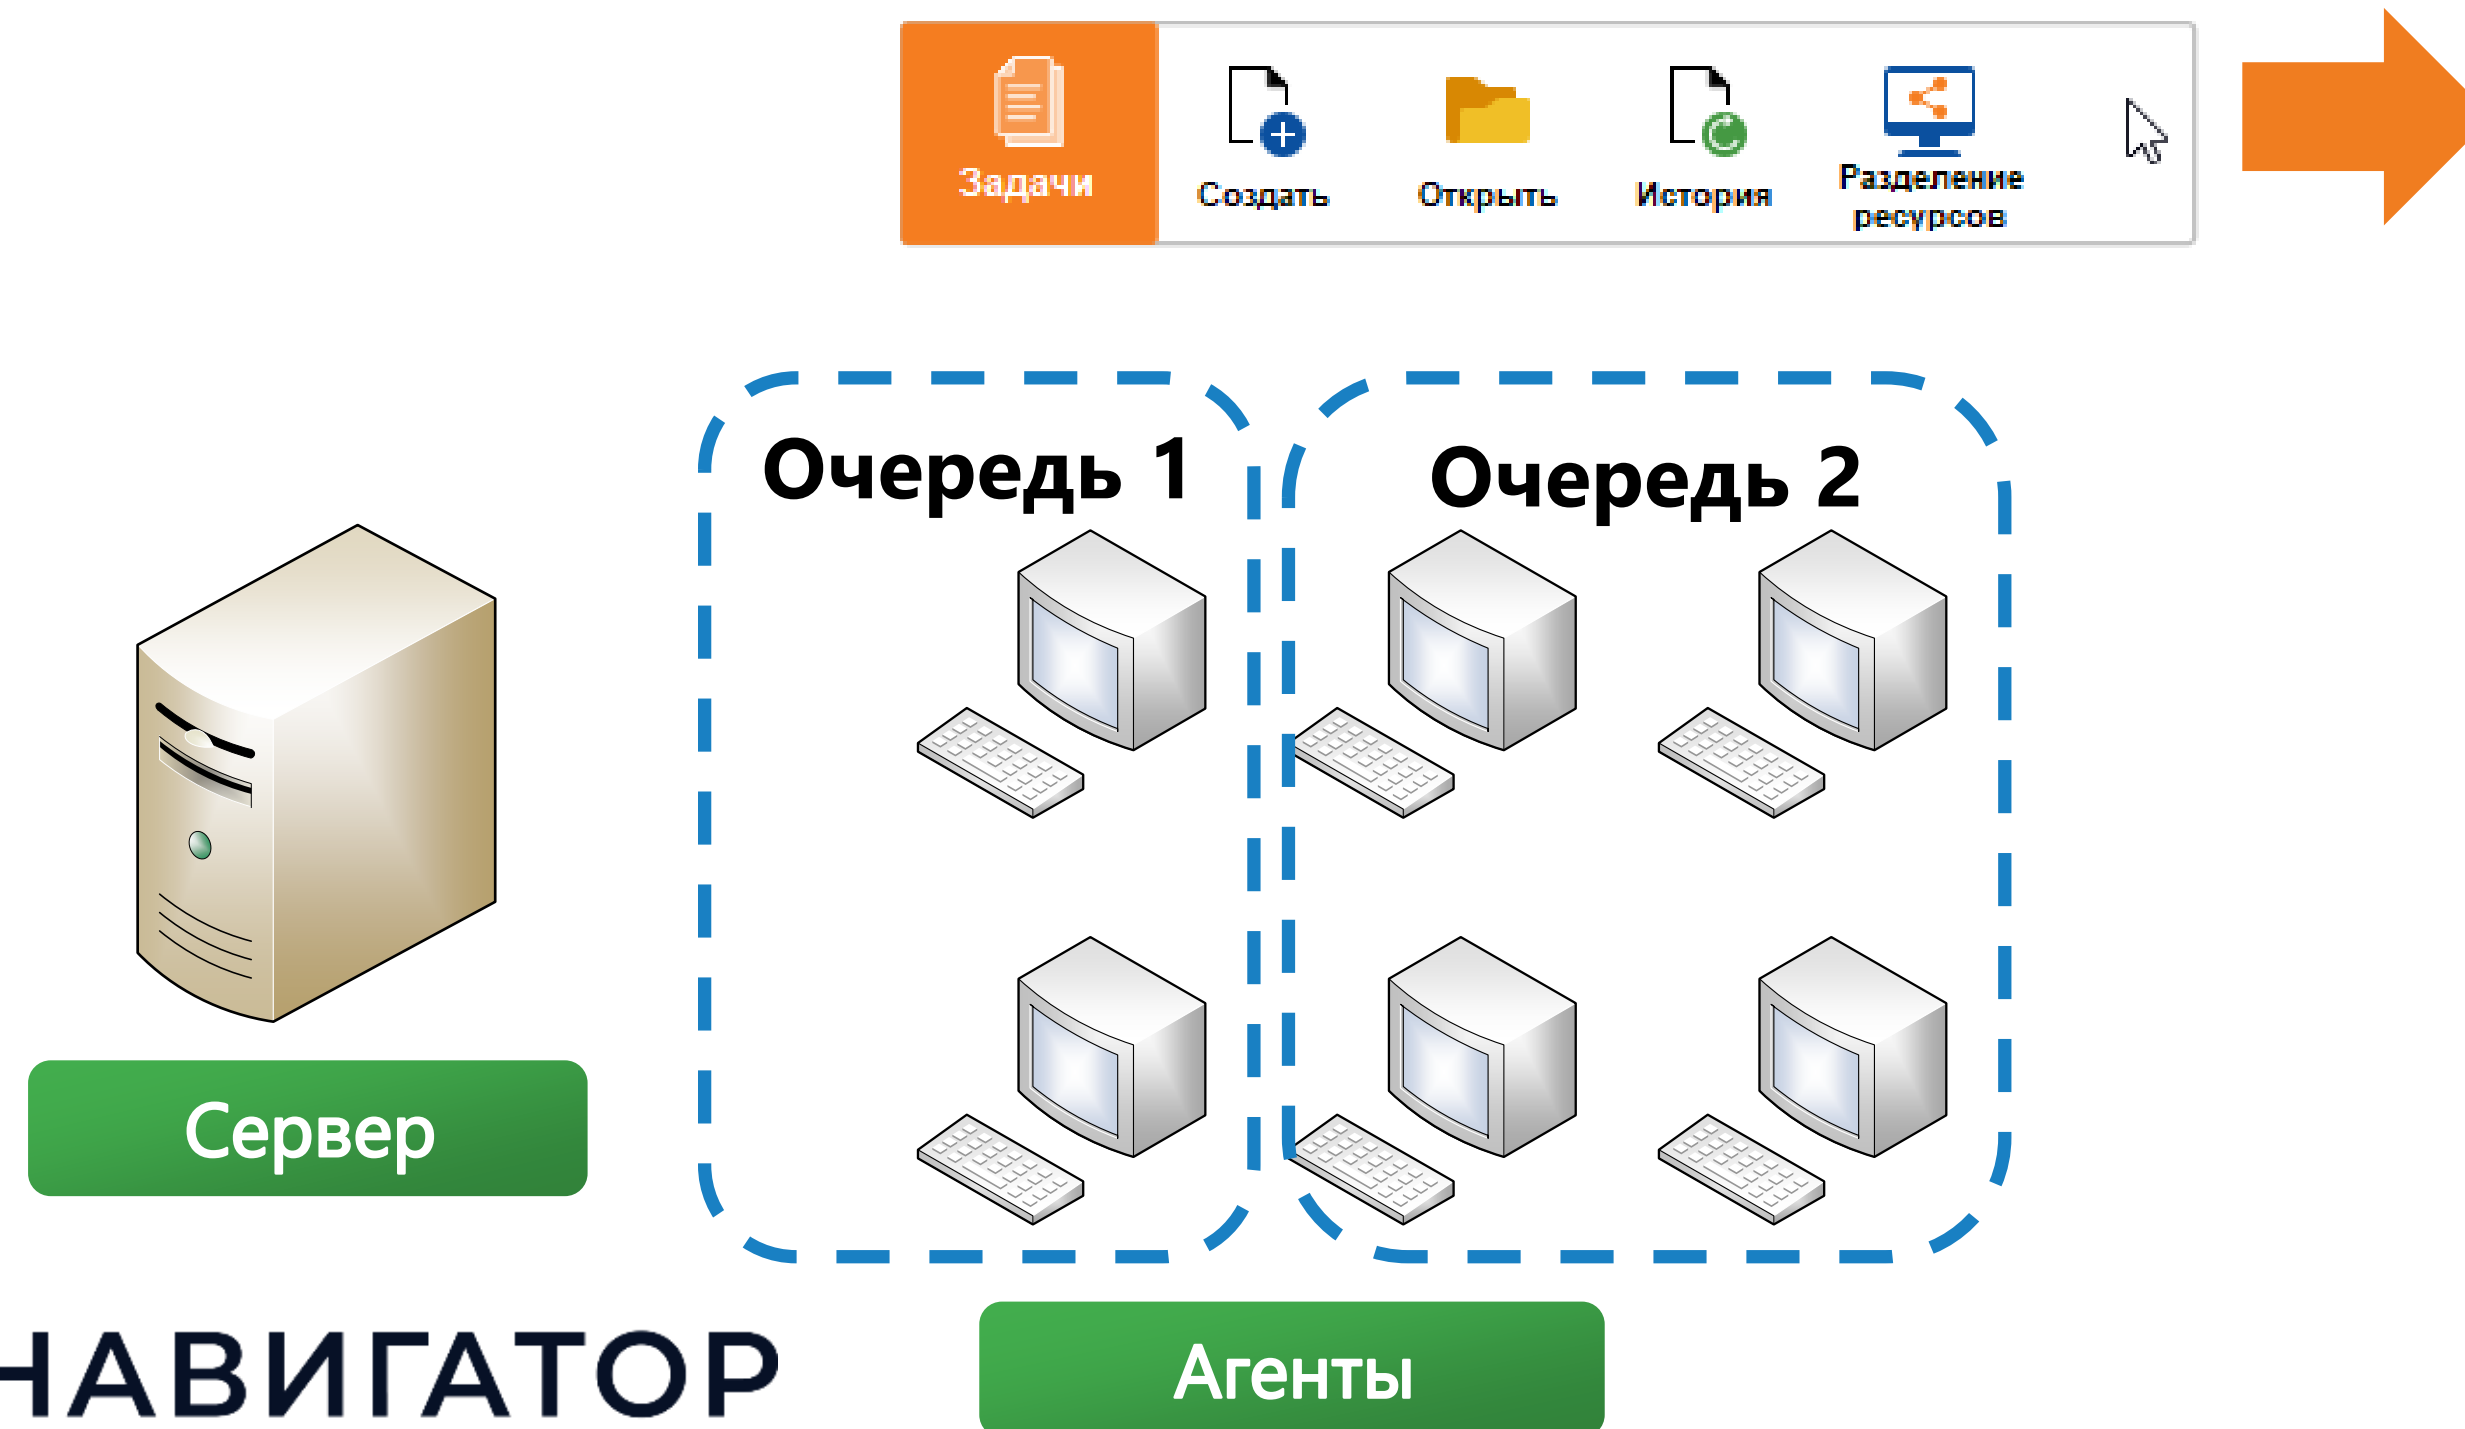 Задачи
Создать
Открыть
История
Разделение
ресурсов
Очередь 1
Очередь 2
Сервер
НАВИГАТОР
Агенты